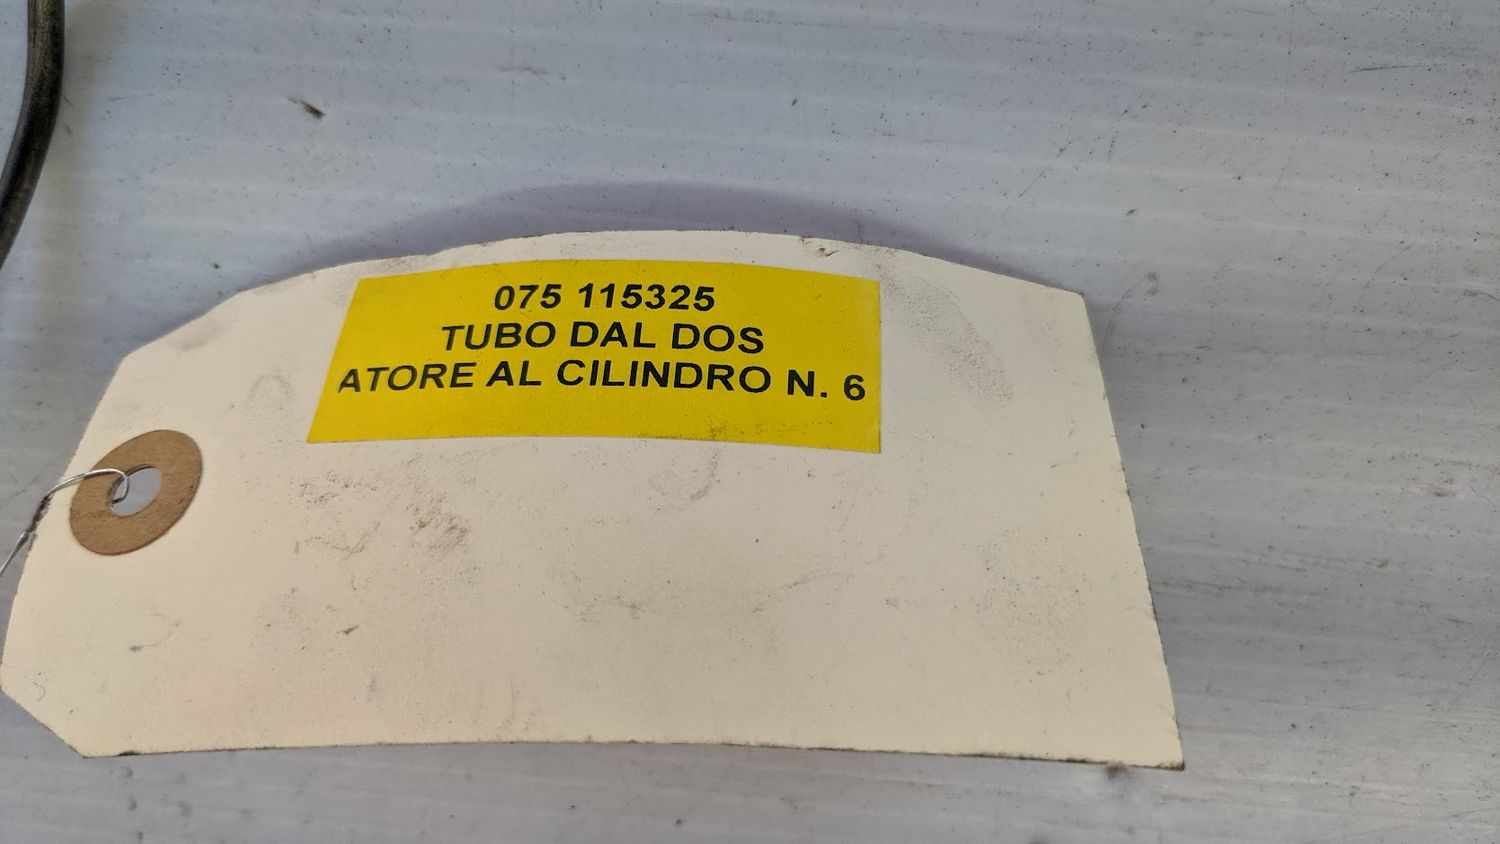 075 115325
TUBO DAL DOS
ATORE AL CILINDRO N. 6